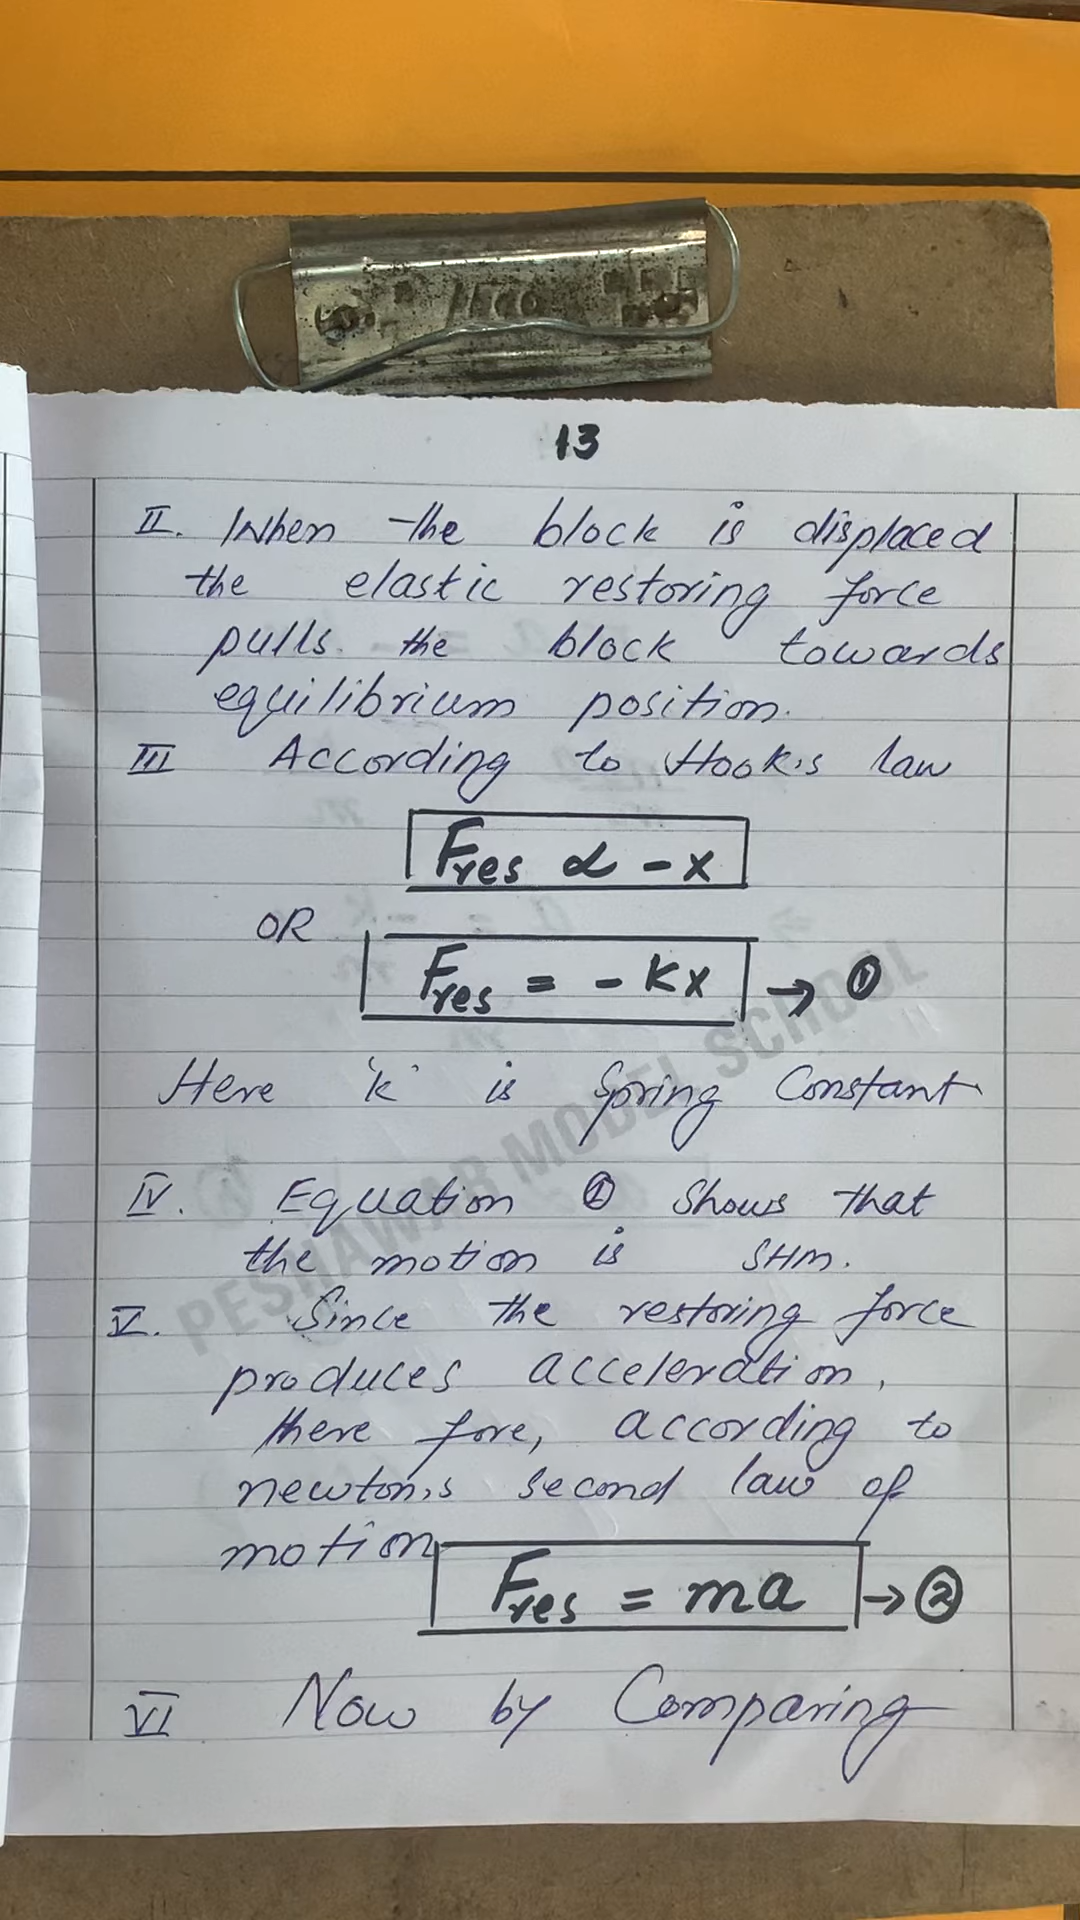 13
II. When the block is displaced
the elastic restoring force
pulls. the block towards
equilibrium position.
III According to Hook's law
Fres α -x
OR
Fres = -Kx → ①
Here 'k' is Spring Constant
IV. Equation ① Shows that
the motion is SHM.
V. Since the restoring force
produces acceleration,
there fore, according to
newton's second law of
motion
Fres = ma → ②
VI Now by Comparing
PESHAWAR MODEL SCHOOL